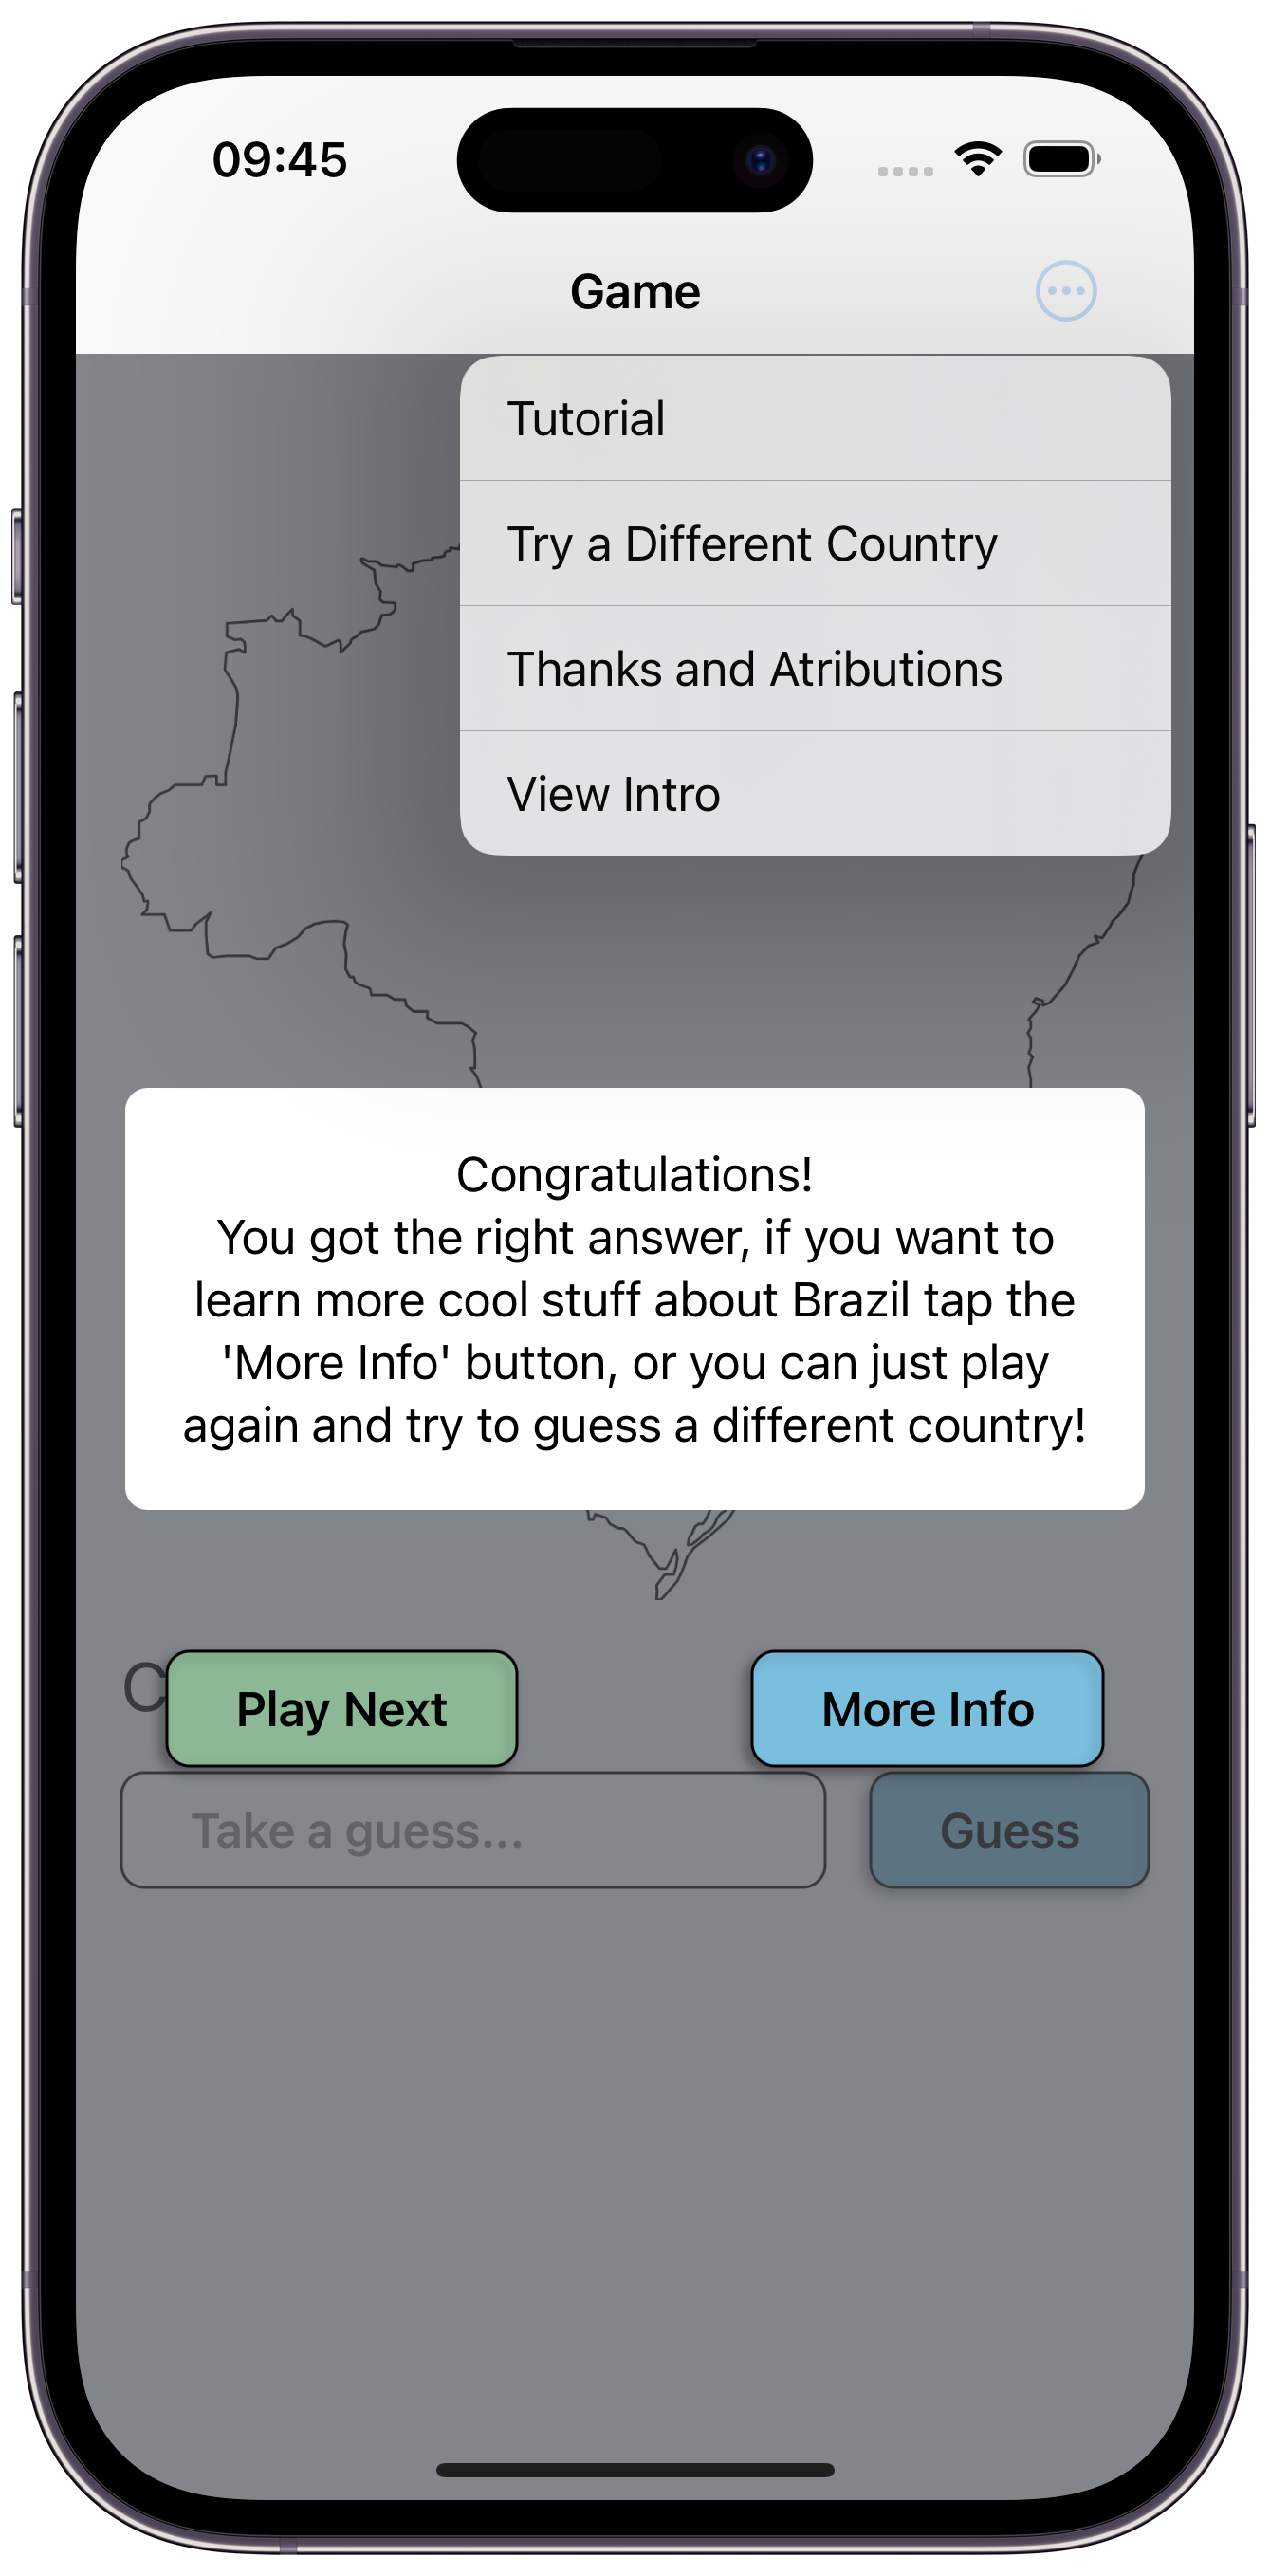 09:45
Game
Tutorial
Try a Different Country
Thanks and Atributions
View Intro
Congratulations!
You got the right answer, if you want to
learn more cool stuff about Brazil tap the
'More Info' button, or you can just play
again and try to guess a different country!
Play Next
More Info
Take a guess...
Guess